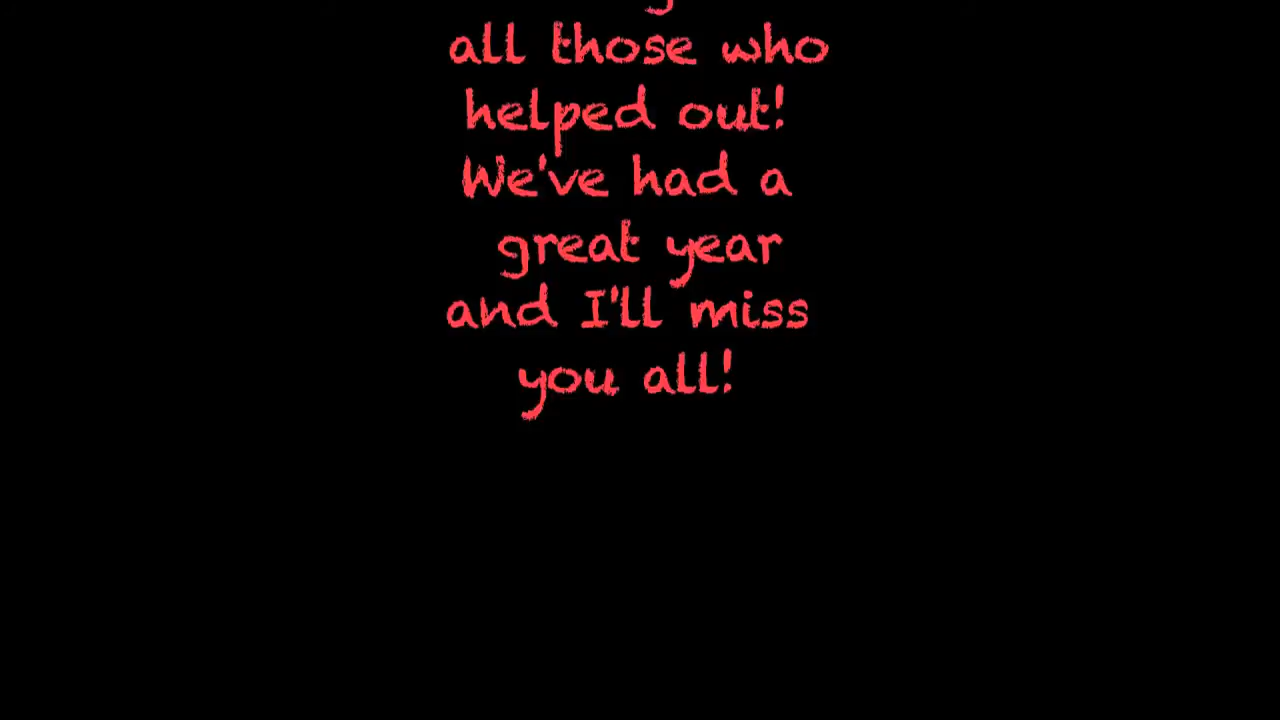 all those who
helped out!
We've had a
great year
and I'll miss
you all!